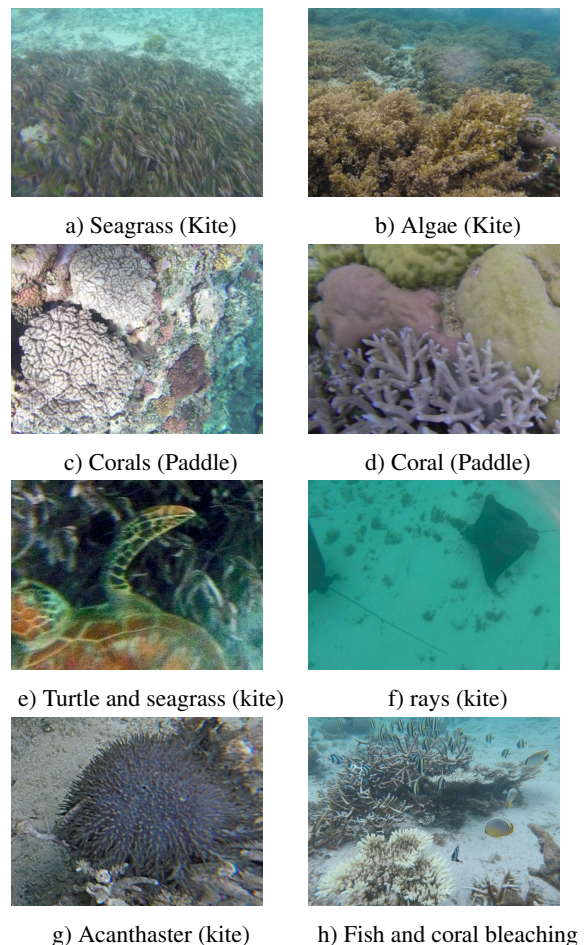 a) Seagrass (Kite)
b) Algae (Kite)
c) Corals (Paddle)
d) Coral (Paddle)
e) Turtle and seagrass (kite)
f) rays (kite)
g) Acanthaster (kite)
h) Fish and coral bleaching